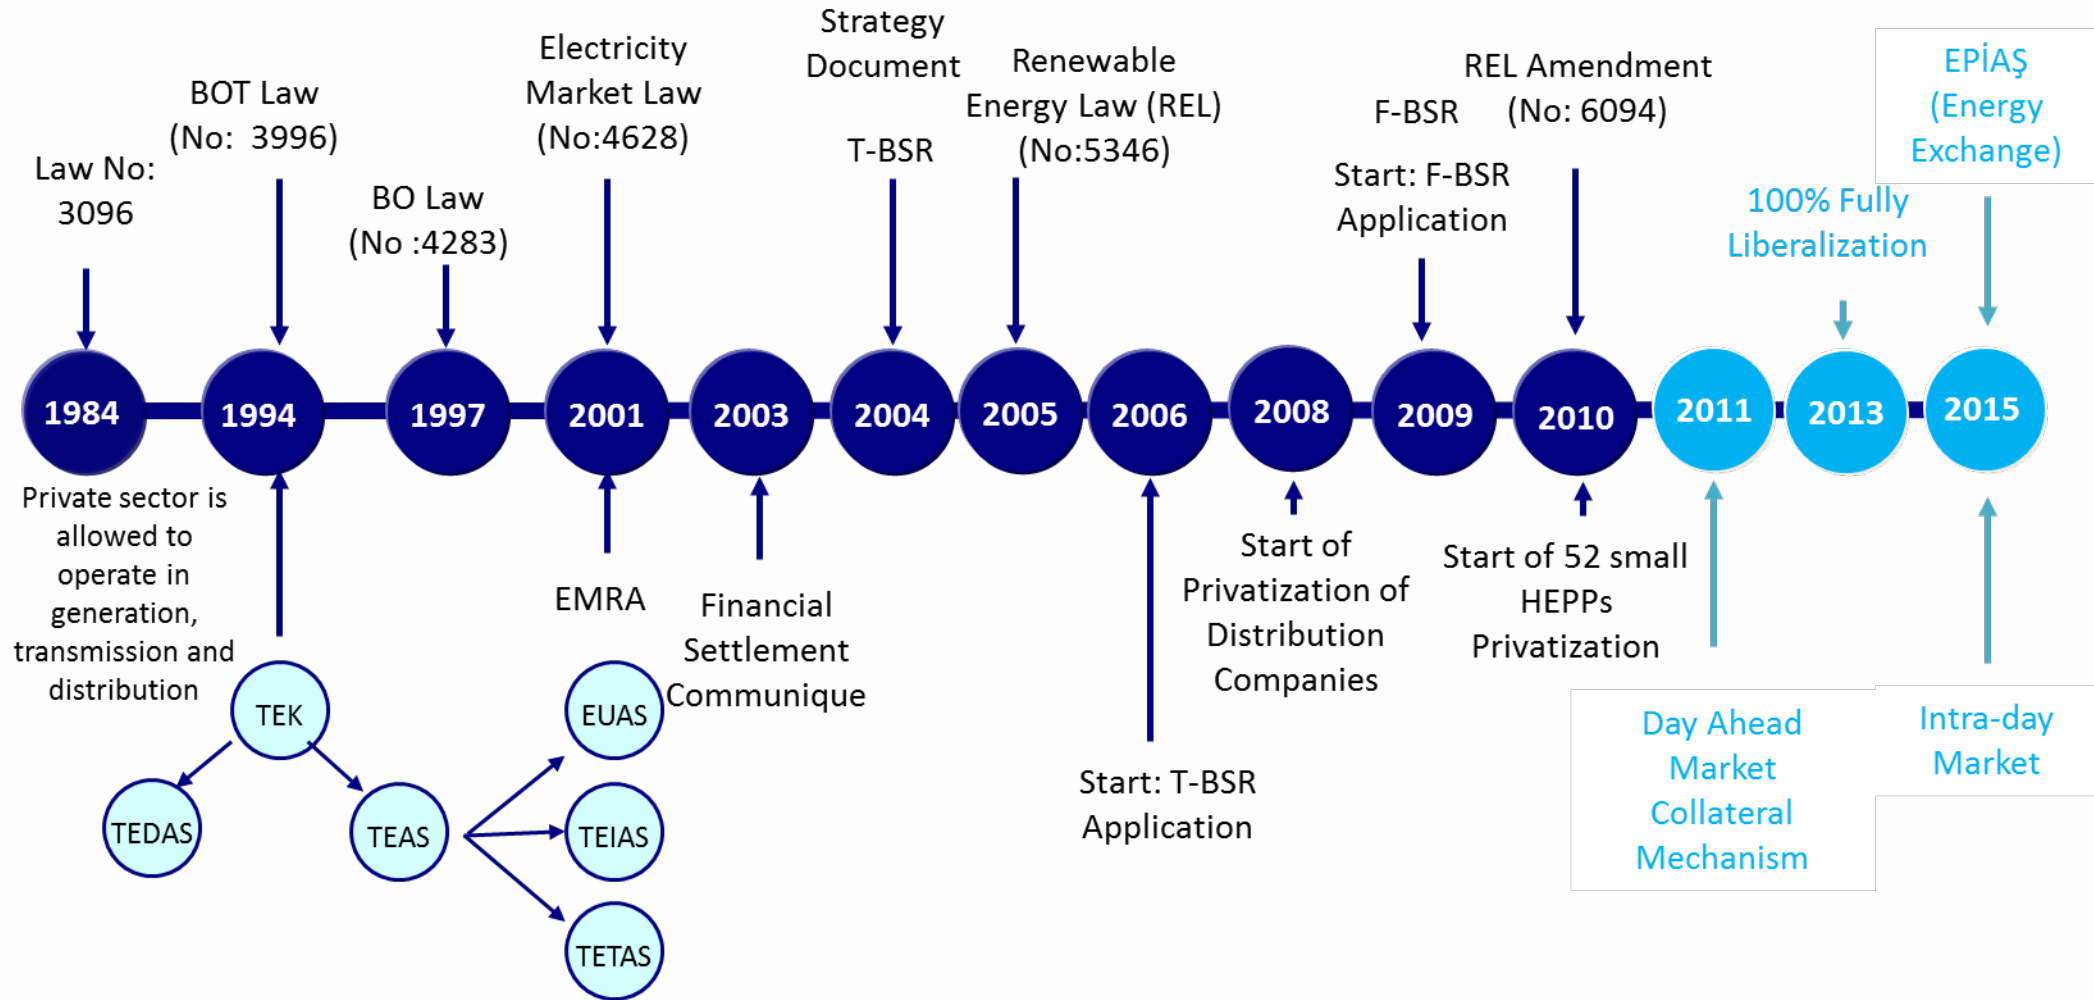 Law No:
3096
BOT Law
(No:  3996)
BO Law
(No :4283)
Electricity
Market Law
(No:4628)
Strategy
Document
T-BSR
Renewable
Energy Law (REL)
(No:5346)
F-BSR
Start: F-BSR
Application
REL Amendment
(No: 6094)
100% Fully
Liberalization
EPİAŞ
(Energy
Exchange)
1984
1994
1997
2001
2003
2004
2005
2006
2008
2009
2010
2011
2013
2015
Private sector is
allowed to
operate in
generation,
transmission and
distribution
TEK
TEDAS
TEAS
EUAS
TEIAS
TETAS
EMRA
Financial
Settlement
Communique
Start: T-BSR
Application
Start of
Privatization of
Distribution
Companies
Start of 52 small
HEPPs
Privatization
Day Ahead
Market
Collateral
Mechanism
Intra-day
Market